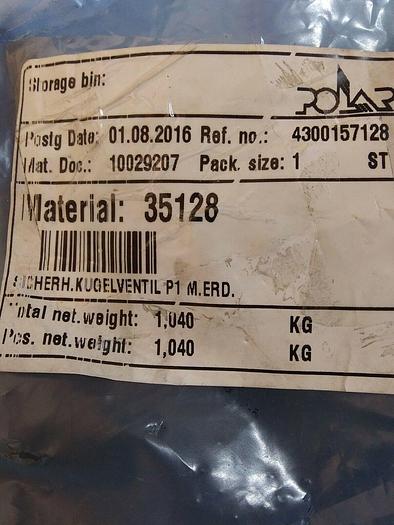 Storage bin:
POLAR
Postg Date: 01.08.2016 Ref. no.: 4300157128
Mat. Doc.: 10029207 Pack. size: 1 ST
Material: 35128
SICHERH.KUGELVENTIL P1 M.ERD.
Total net.weight: 1,040 KG
Pcs. net.weight: 1,040 KG